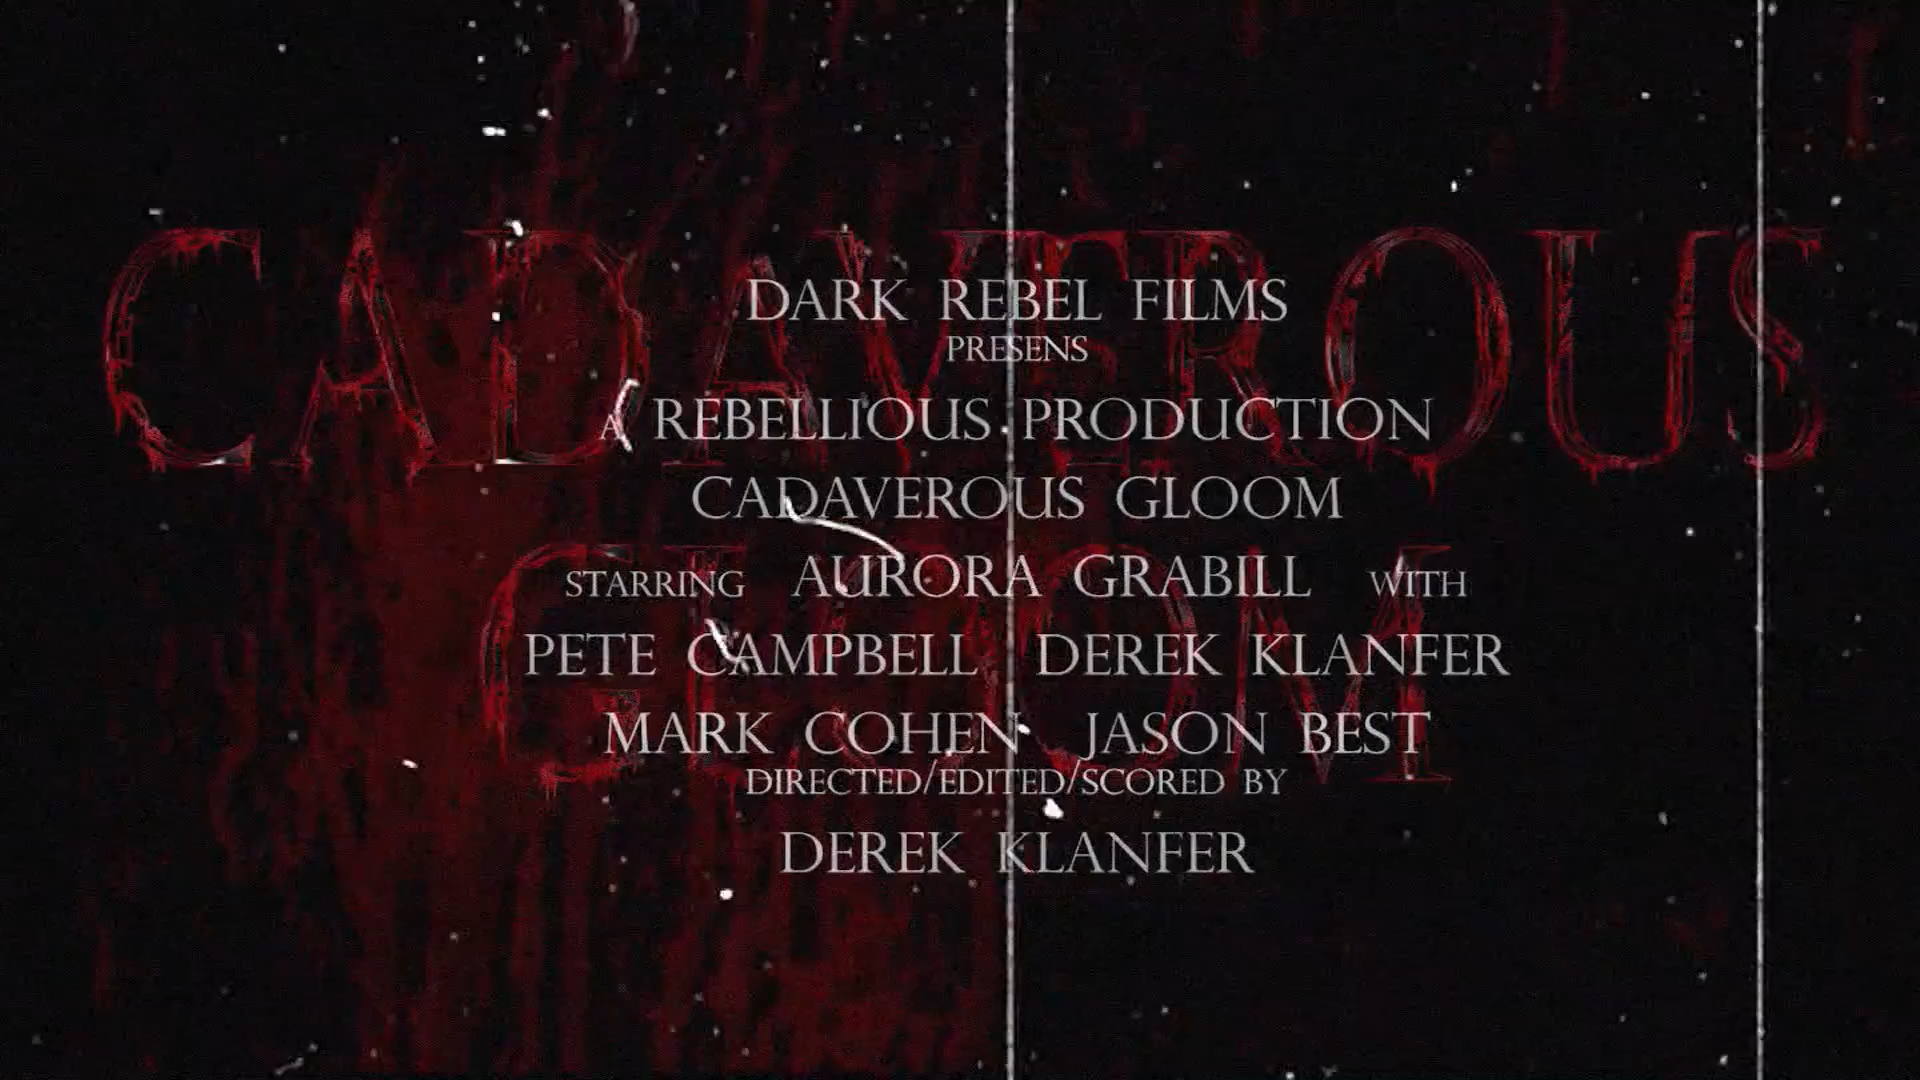 CADAVEROUS
GLOOM
DARK REBEL FILMS
PRESENS
A REBELLIOUS PRODUCTION
CADAVEROUS GLOOM
STARRING AURORA GRABILL WITH
PETE CAMPBELL DEREK KLANFER
MARK COHEN JASON BEST
DIRECTED/EDITED/SCORED BY
DEREK KLANFER